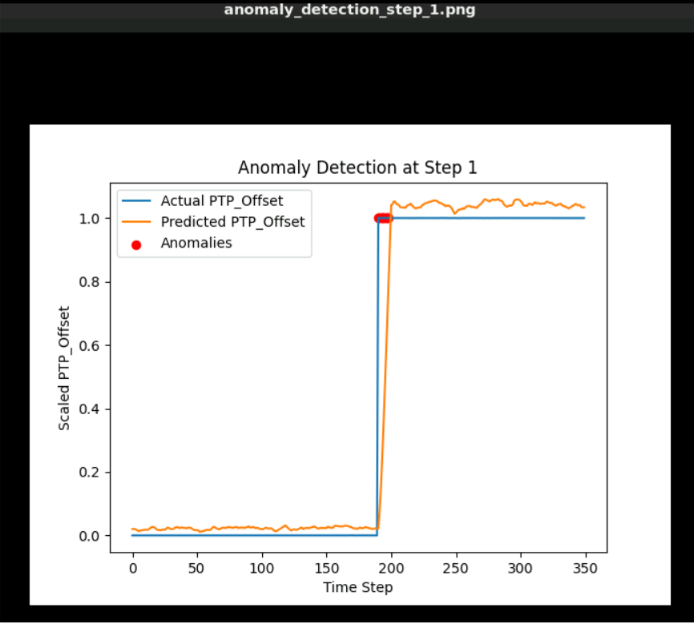 anomaly_detection_step_1.png
Anomaly Detection at Step 1
Actual PTP_Offset
Predicted PTP_Offset
Anomalies
1.0
0.8
0.6
0.4
0.2
0.0
Scaled PTP_Offset
0 50 100 150 200 250 300 350
Time Step